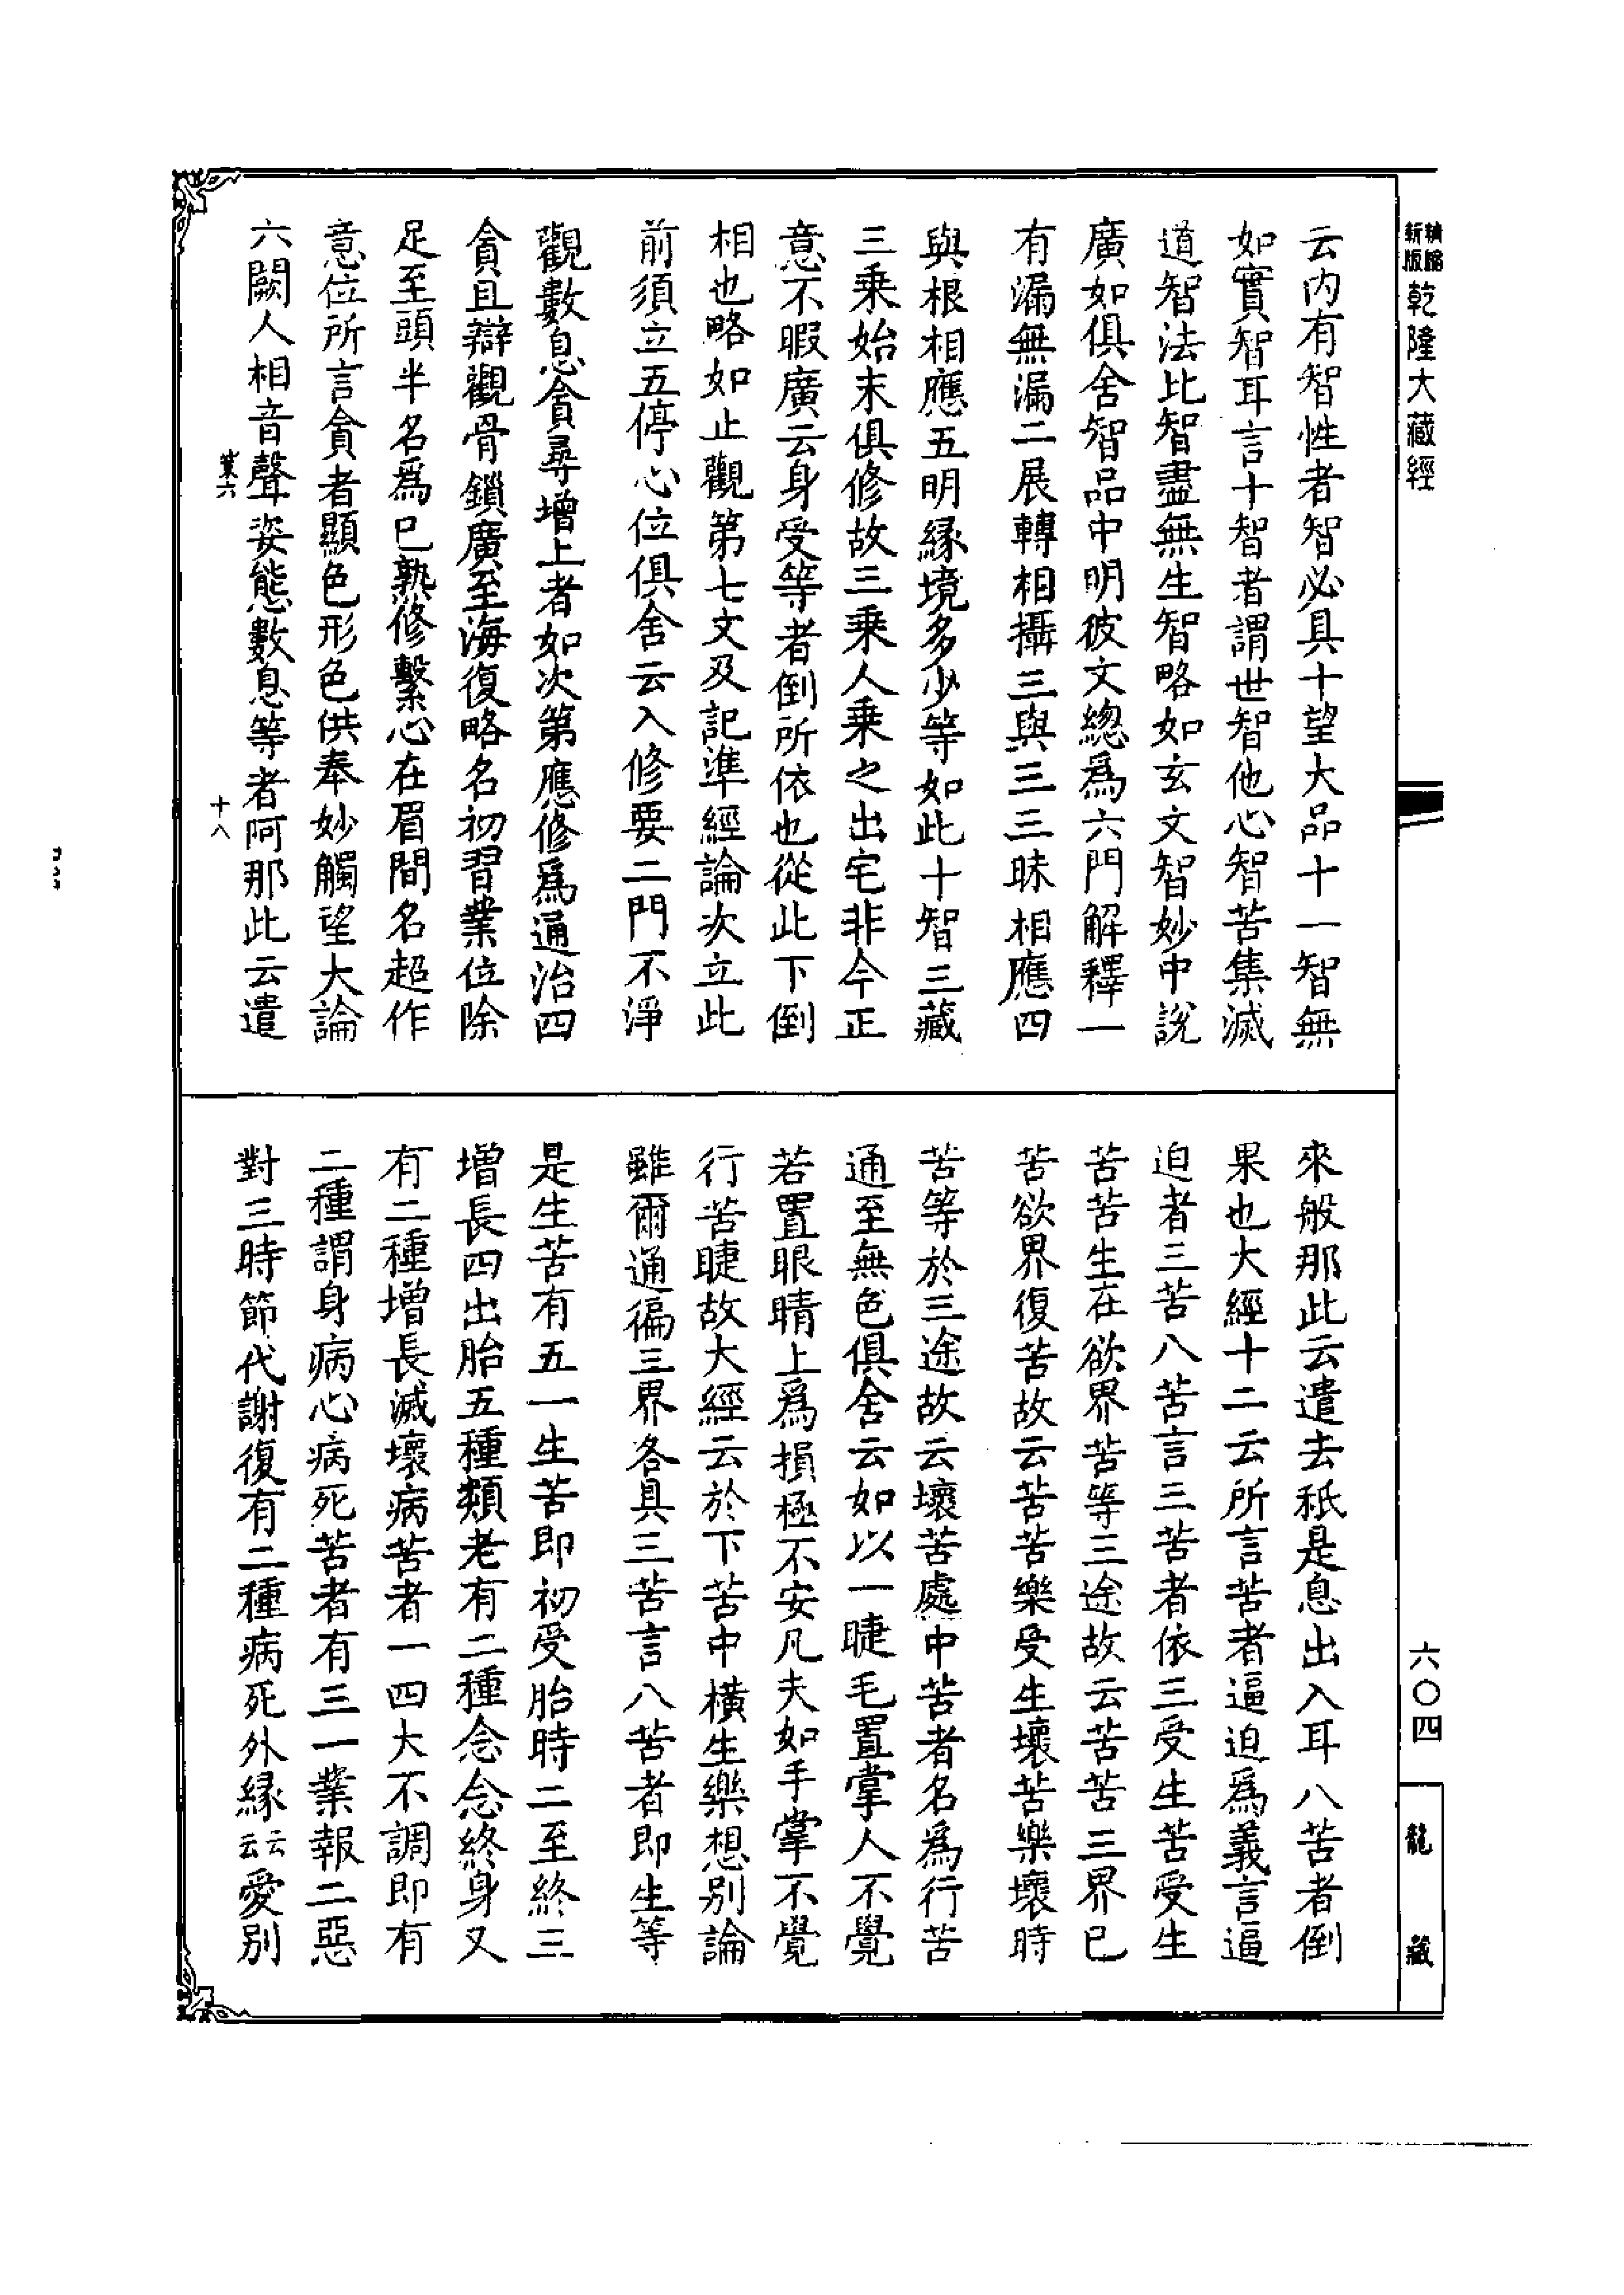 精縮新版乾隆大藏經
云內有智性者智必具十望大品十一智無
如實智耳言十智者謂世智他心智苦集滅
道智法比智盡無生智略如玄文智妙中說
廣如俱舍智品中明彼文總爲六門解釋一
有漏無漏二展轉相攝三與三三昧相應四
與根相應五明緣境多少等如此十智三藏
三乘始末俱修故三乘人乘之出宅非今正
意不暇廣云身受等者倒所依也從此下倒
相也略如止觀第七文及記準經論次立此
前須立五停心位俱舍云入修要二門不淨
觀數息貪尋增上者如次第應修爲通治四
貪且辯觀骨鎖廣至海復略名初習業位除
足至頭半名爲已熟修繫心在眉間名超作
意位所言貪者顯色形色供奉妙觸望大論
六闕人相音聲姿態數息等者阿那此云遣
業六
十八
來般那此云遣去秖是息出入耳八苦者倒
果也大經十二云所言苦者逼迫爲義言逼
迫者三苦八苦言三苦者依三受生苦受生
苦苦生在欲界苦等三途故云苦苦三界已
苦欲界復苦故云苦苦樂受生壞苦樂壞時
苦等於三途故云壞苦處中苦者名爲行苦
通至無色俱舍云如以一睫毛置掌人不覺
若置眼睛上爲損極不安凡夫如手掌不覺
行苦睫故大經云於下苦中橫生樂想別論
雖爾通徧三界各具三苦言八苦者即生等
是生苦有五一生苦即初受胎時二至終三
增長四出胎五種類老有二種念念終身又
有二種增長滅壞病苦者一四大不調即有
二種謂身病心病死苦者有三一業報二惡
對三時節代謝復有二種病死外緣云云愛別
六〇四
龍藏